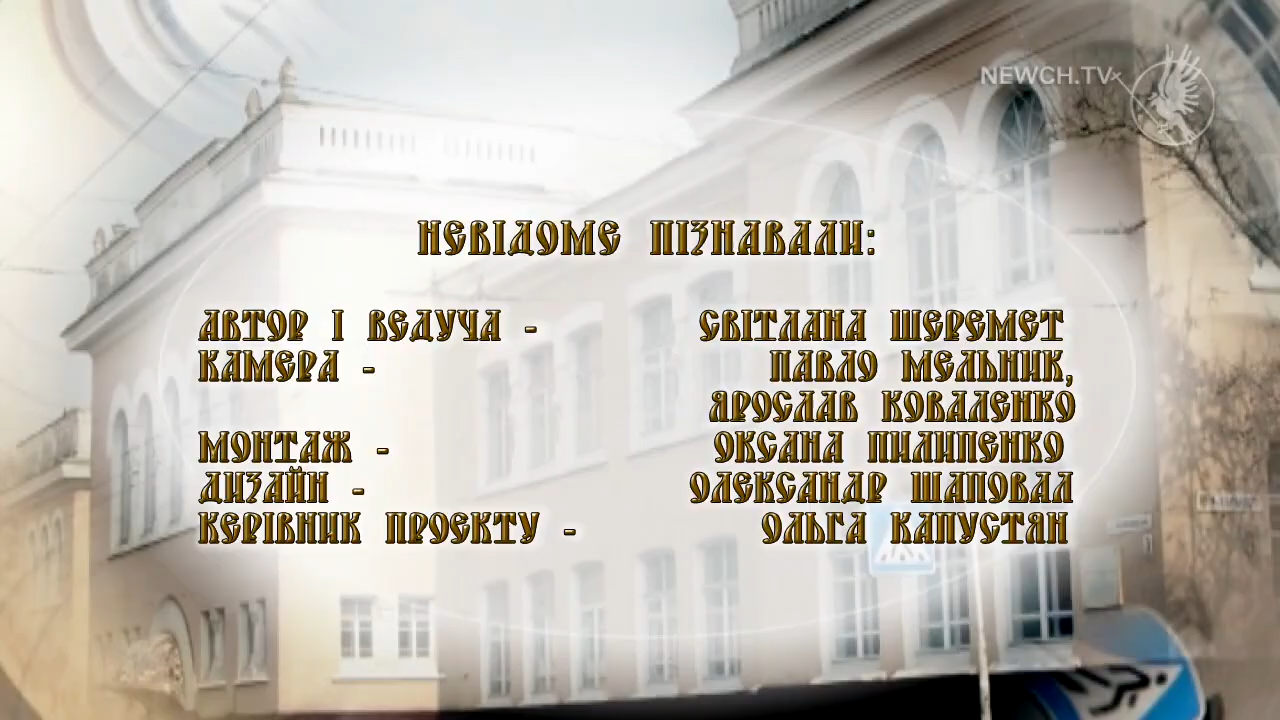 NEWCH.TV
НЕВІДОМЕ ПІЗНАВАЛИ:
АВТОР І ВЕДУЧА - СВІТЛАНА ШЕРЕМЕТ
КАМЕРА - ПАВЛО МЕЛЬНИК,
ЯРОСЛАВ КОВАЛЕНКО
МОНТАЖ - ОКСАНА ПИЛИПЕНКО
ДИЗАЙН - ОЛЕКСАНДР ШАПОВАЛ
КЕРІВНИК ПРОЕКТУ - ОЛЬГА КАПУСТЯН